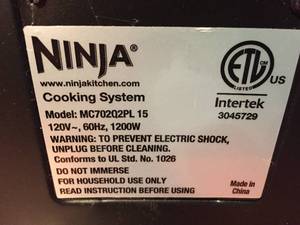 NINJA®
www.ninjakitchen.com
Cooking System
Model: MC702Q2PL 15
120V~, 60Hz, 1200W
WARNING: TO PREVENT ELECTRIC SHOCK,
UNPLUG BEFORE CLEANING.
Conforms to UL Std. No. 1026
DO NOT IMMERSE
FOR HOUSEHOLD USE ONLY
READ INSTRUCTION BEFORE USING
ETL CM
LISTED
US
Intertek
3045729
Made in
China